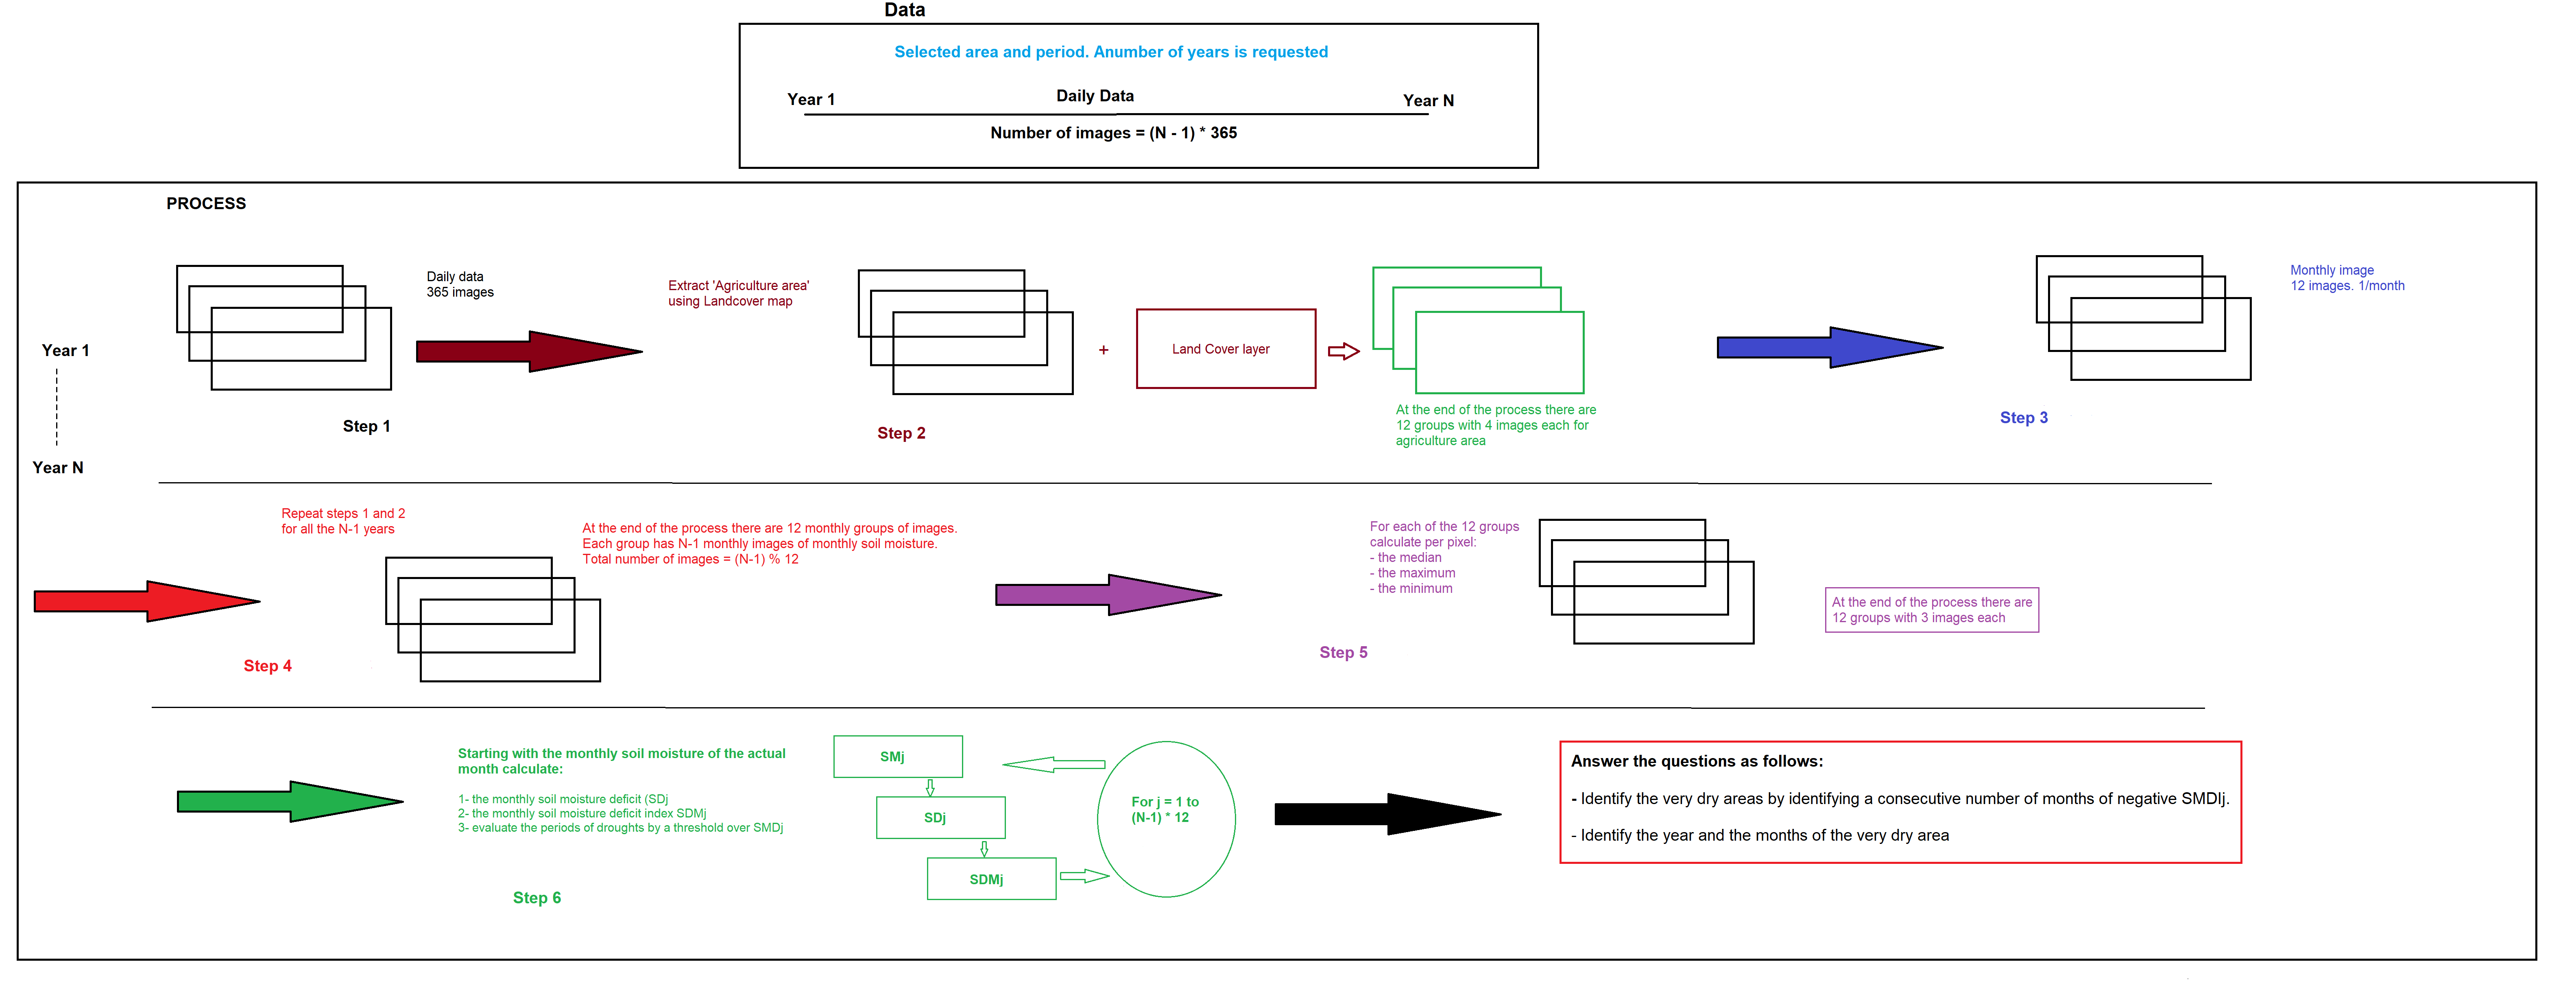 Data
Selected area and period. Anumber of years is requested
Year 1
Daily Data
Year N
Number of images = (N - 1) * 365
PROCESS
Year 1
Year N
Daily data
365 images
Step 1
Extract 'Agriculture area'
using Landcover map
+
Land Cover layer
Step 2
At the end of the process there are
12 groups with 4 images each for
agriculture area
Monthly image
12 images. 1/month
Step 3
Repeat steps 1 and 2
for all the N-1 years
At the end of the process there are 12 monthly groups of images.
Each group has N-1 monthly images of monthly soil moisture.
Total number of images = (N-1) % 12
Step 4
For each of the 12 groups
calculate per pixel:
- the median
- the maximum
- the minimum
Step 5
At the end of the process there are
12 groups with 3 images each
Starting with the monthly soil moisture of the actual
month calculate:
1- the monthly soil moisture deficit (SDj
2- the monthly soil moisture deficit index SDMj
3- evaluate the periods of droughts by a threshold over SMDj
Step 6
SMj
SDj
SDMj
For j = 1 to
(N-1) * 12
Answer the questions as follows:
- Identify the very dry areas by identifying a consecutive number of months of negative SMDIj.
- Identify the year and the months of the very dry area